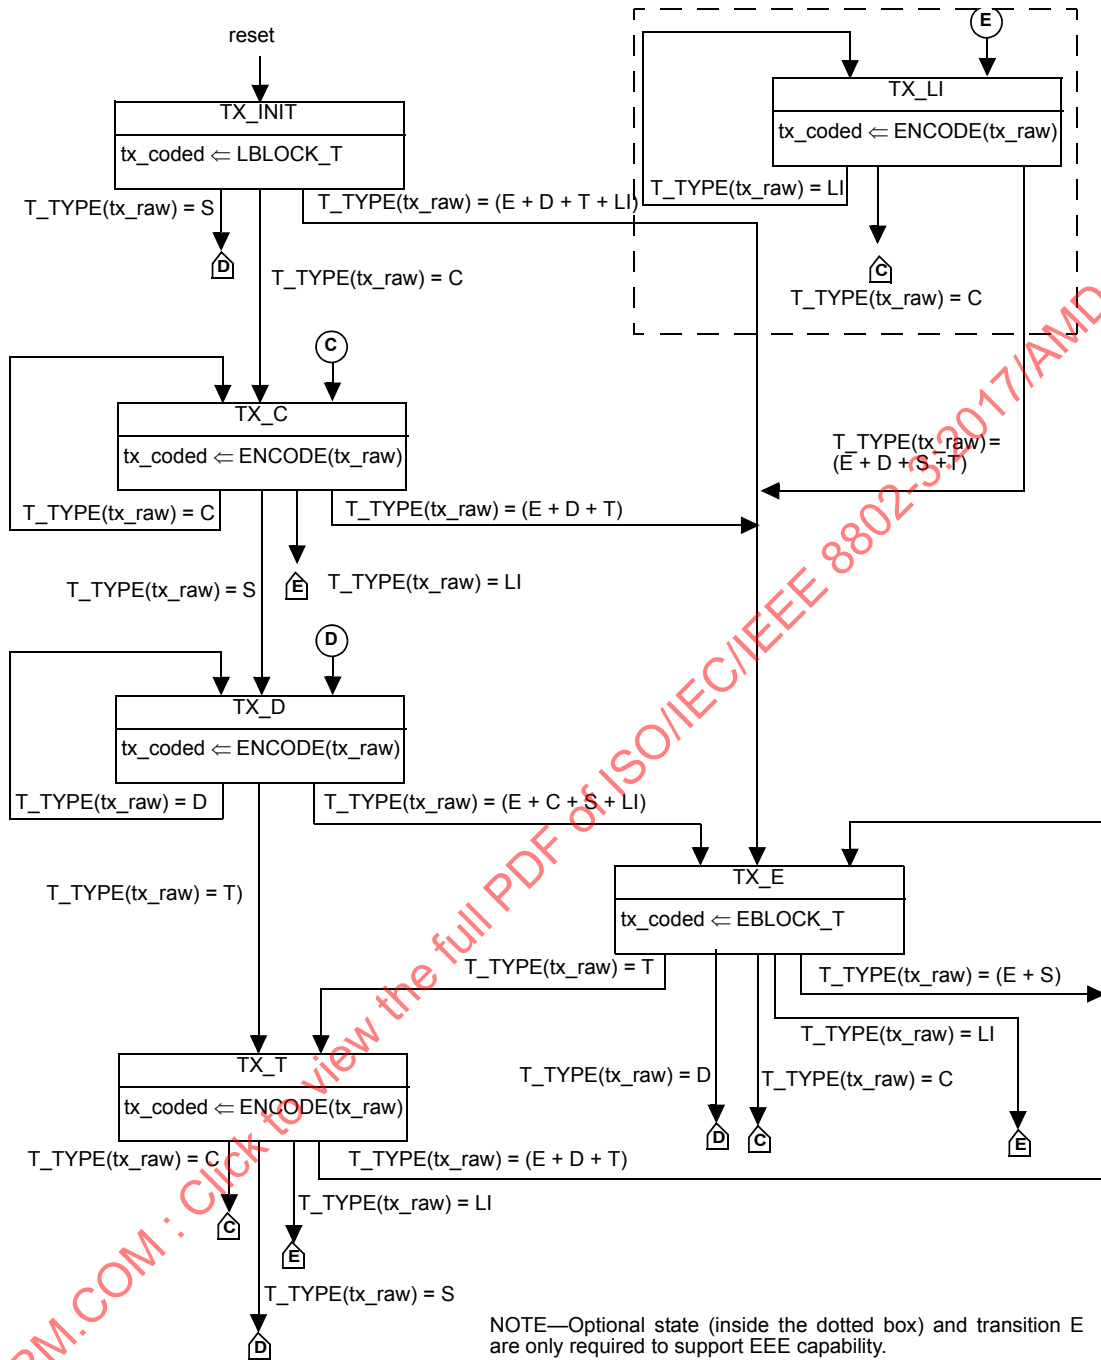 reset
E
TX_INIT
tx_coded ⇐ LBLOCK_T
TX_LI
tx_coded ⇐ ENCODE(tx_raw)
T_TYPE(tx_raw) = S
T_TYPE(tx_raw) = (E + D + T + LI)
T_TYPE(tx_raw) = LI
D
T_TYPE(tx_raw) = C
C
T_TYPE(tx_raw) = C
C
TX_C
tx_coded ⇐ ENCODE(tx_raw)
T_TYPE(tx_raw) =
(E + D + S +T)
T_TYPE(tx_raw) = C
T_TYPE(tx_raw) = (E + D + T)
T_TYPE(tx_raw) = S
E
T_TYPE(tx_raw) = LI
D
TX_D
tx_coded ⇐ ENCODE(tx_raw)
T_TYPE(tx_raw) = D
T_TYPE(tx_raw) = (E + C + S + LI)
TX_E
tx_coded ⇐ EBLOCK_T
T_TYPE(tx_raw) = T)
T_TYPE(tx_raw) = T
T_TYPE(tx_raw) = (E + S)
T_TYPE(tx_raw) = LI
TX_T
tx_coded ⇐ ENCODE(tx_raw)
T_TYPE(tx_raw) = D
T_TYPE(tx_raw) = C
D
C
E
T_TYPE(tx_raw) = C
T_TYPE(tx_raw) = (E + D + T)
T_TYPE(tx_raw) = LI
C
E
T_TYPE(tx_raw) = S
D
NOTE—Optional state (inside the dotted box) and transition E
are only required to support EEE capability.
RM.COM : Click to view the full PDF of ISO/IEC/IEEE 8802-3:2017/AMD